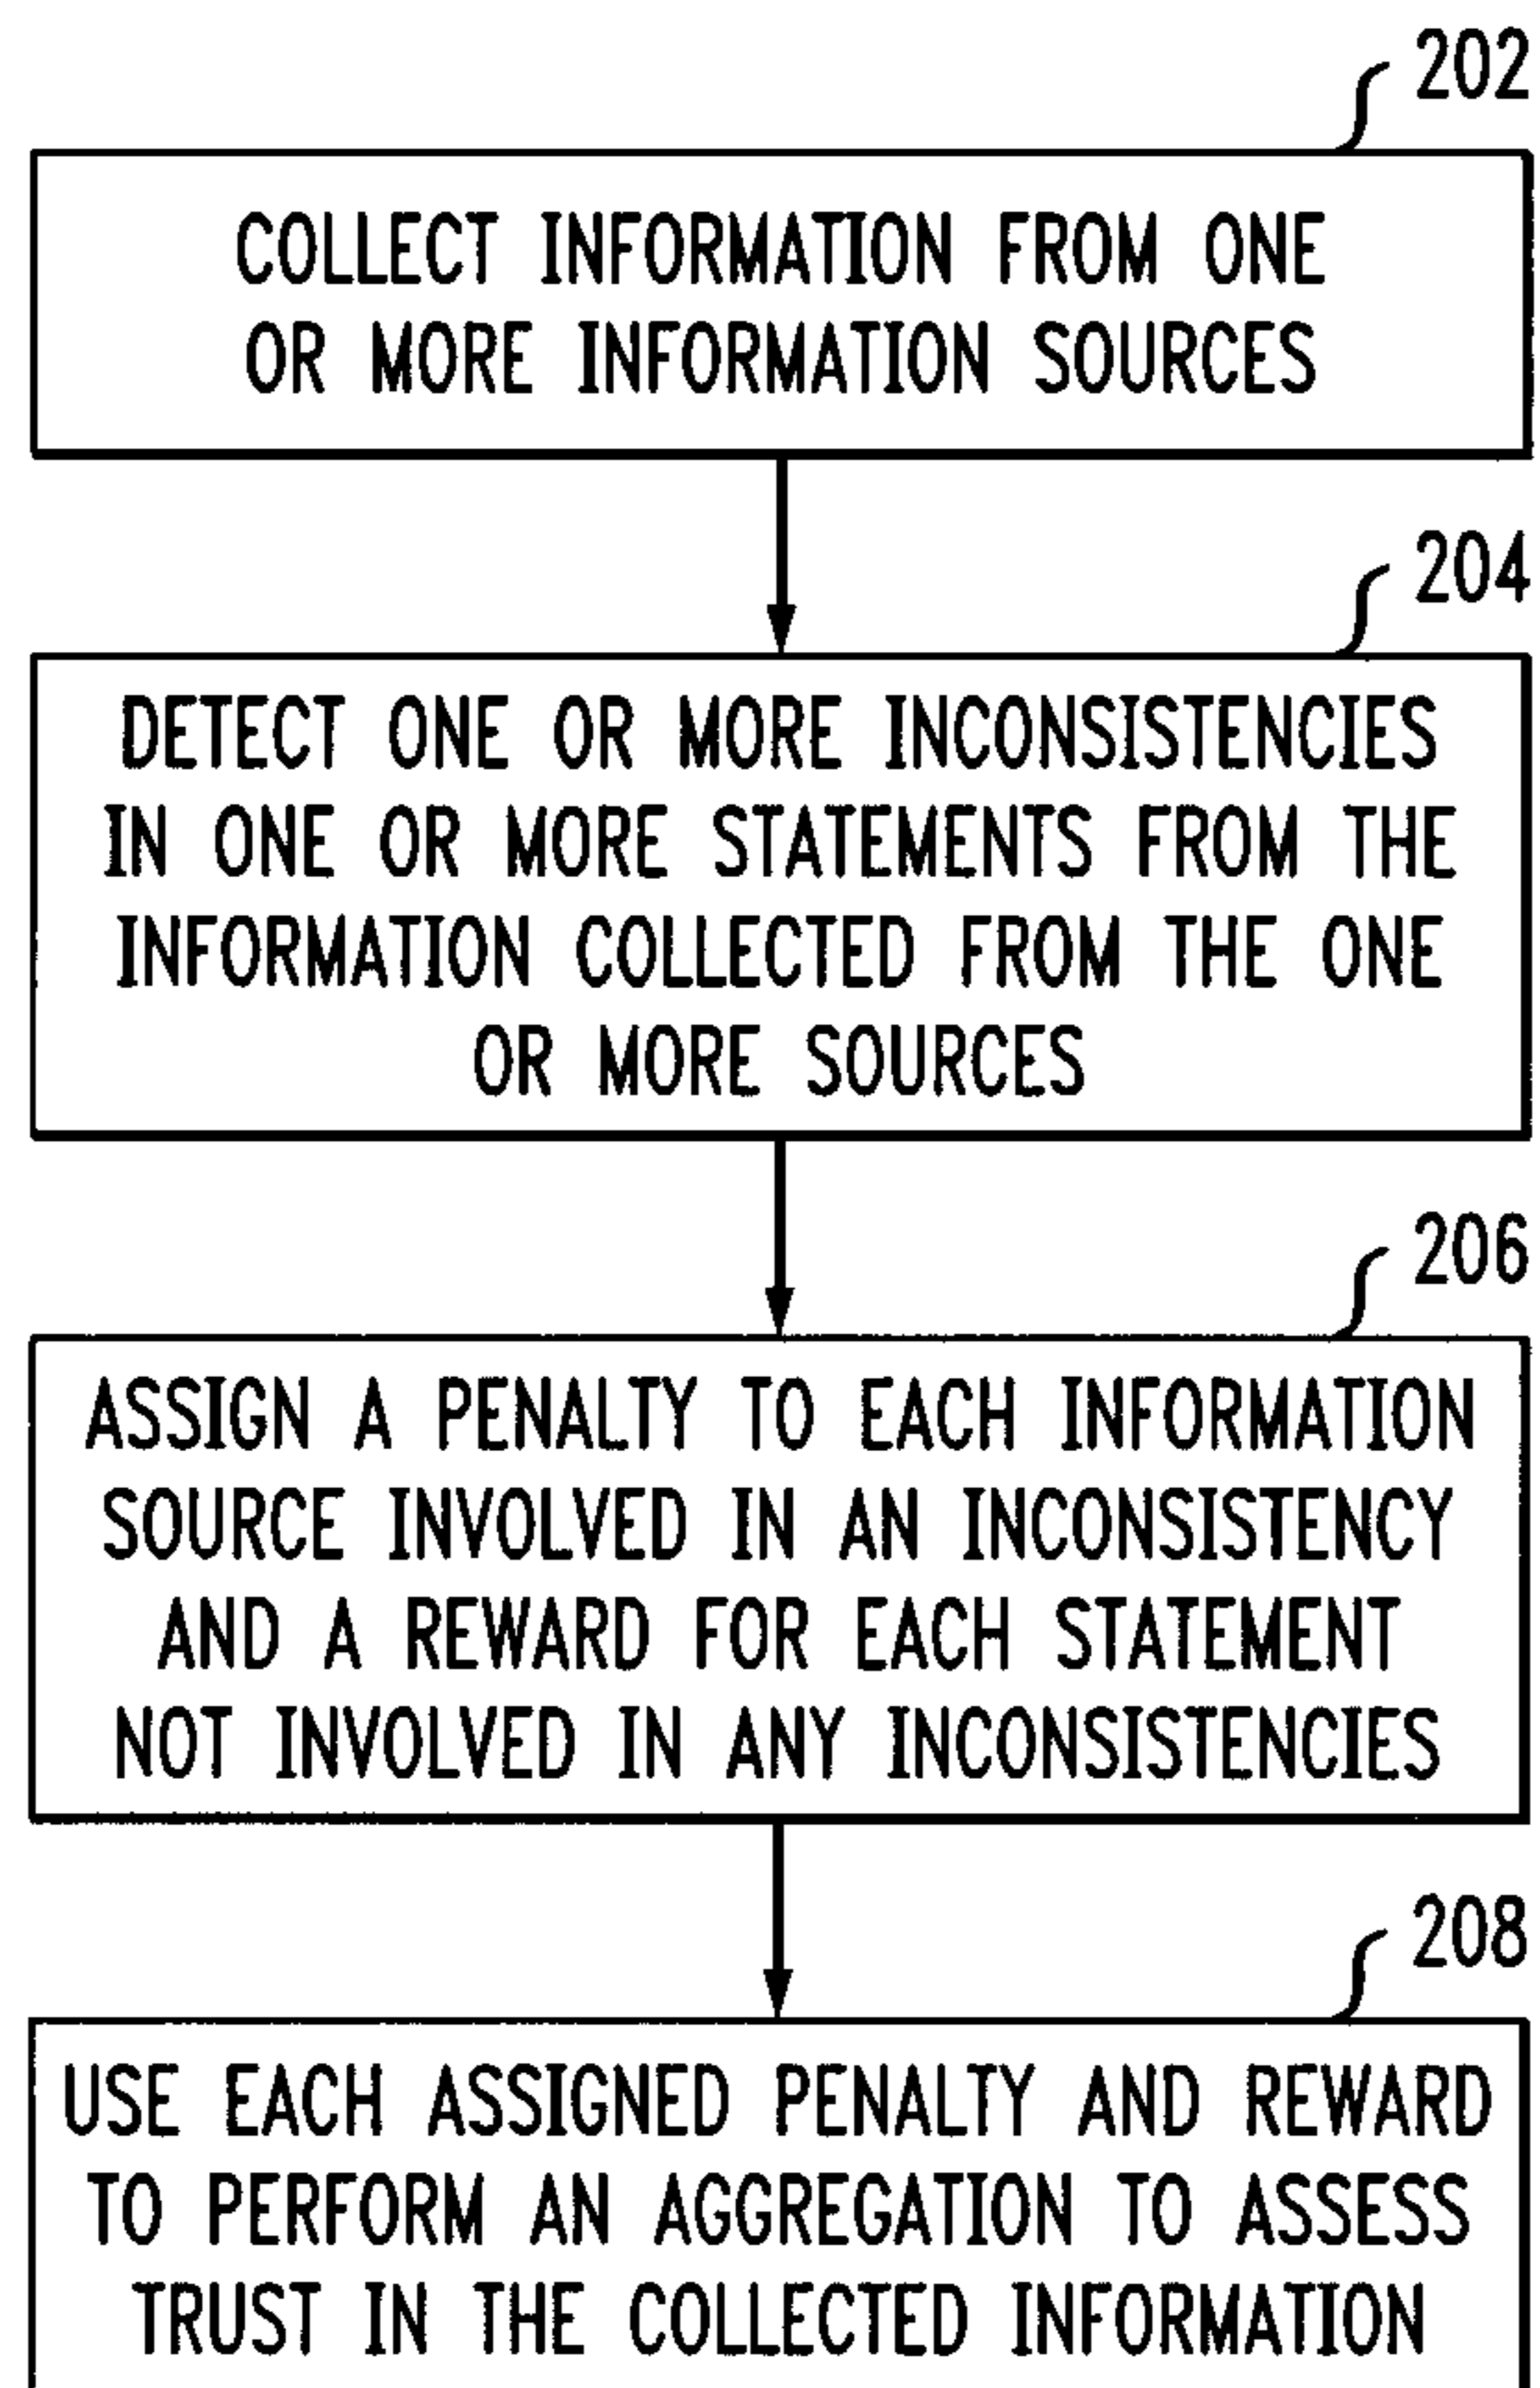 202
COLLECT INFORMATION FROM ONE
OR MORE INFORMATION SOURCES
204
DETECT ONE OR MORE INCONSISTENCIES
IN ONE OR MORE STATEMENTS FROM THE
INFORMATION COLLECTED FROM THE ONE
OR MORE SOURCES
206
ASSIGN A PENALTY TO EACH INFORMATION
SOURCE INVOLVED IN AN INCONSISTENCY
AND A REWARD FOR EACH STATEMENT
NOT INVOLVED IN ANY INCONSISTENCIES
208
USE EACH ASSIGNED PENALTY AND REWARD
TO PERFORM AN AGGREGATION TO ASSESS
TRUST IN THE COLLECTED INFORMATION